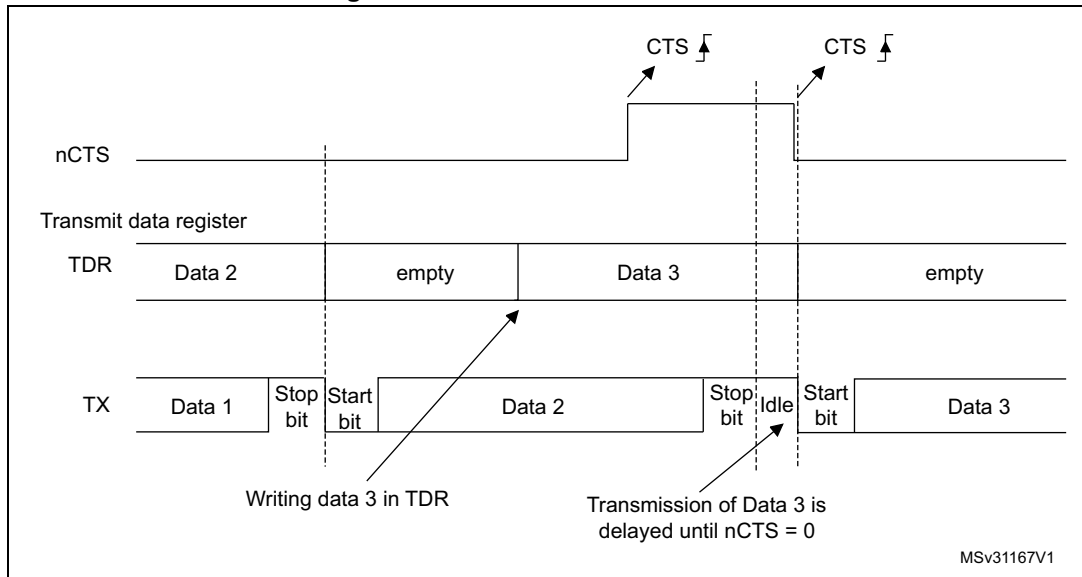 CTS CTS
nCTS
Transmit data register
TDR Data 2 empty Data 3 empty
TX Data 1 Stop bit Start bit Data 2 Stop bit Idle Start bit Data 3
Writing data 3 in TDR
Transmission of Data 3 is
delayed until nCTS = 0
MSv31167V1